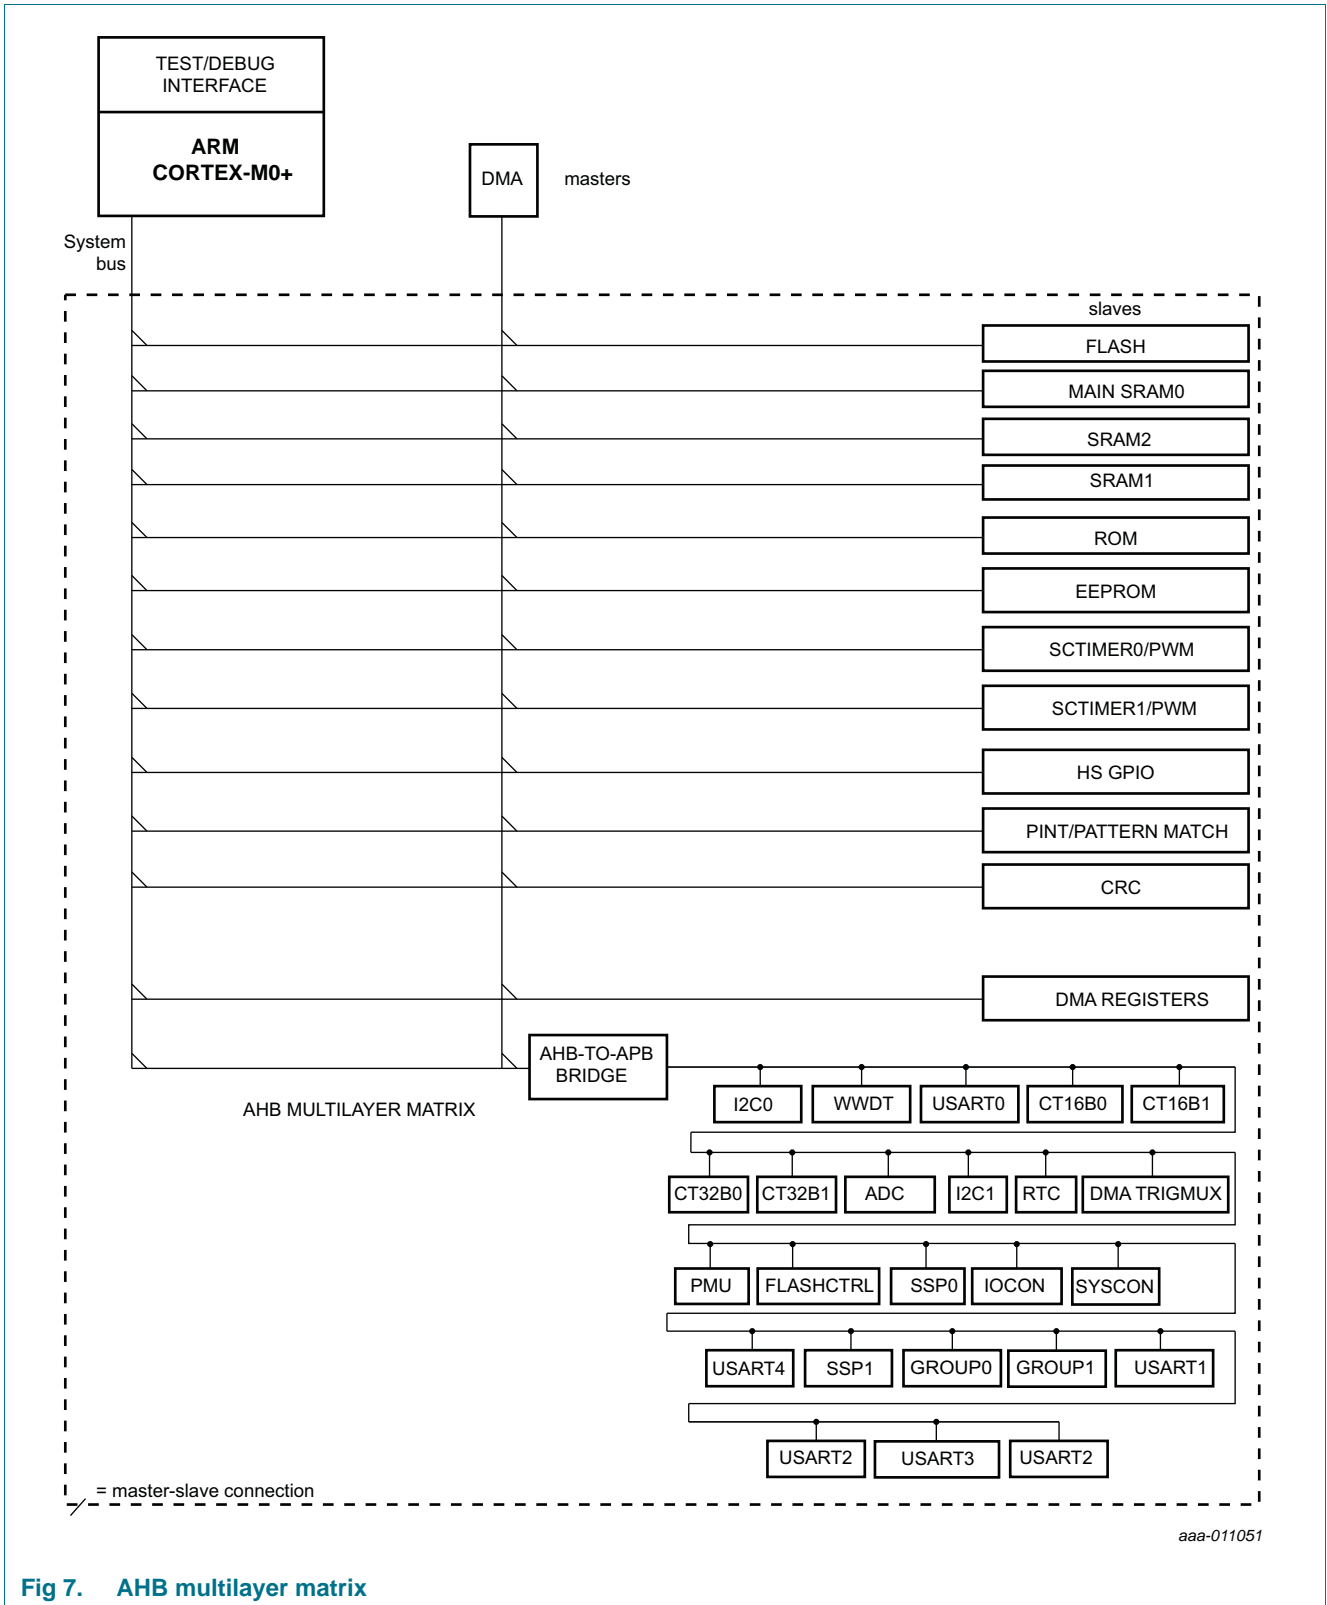 TEST/DEBUG
INTERFACE
ARM
CORTEX-M0+
DMA
masters
System
bus
slaves
FLASH
MAIN SRAM0
SRAM2
SRAM1
ROM
EEPROM
SCTIMER0/PWM
SCTIMER1/PWM
HS GPIO
PINT/PATTERN MATCH
CRC
DMA REGISTERS
AHB-TO-APB
BRIDGE
AHB MULTILAYER MATRIX
I2C0
WWDT
USART0
CT16B0
CT16B1
CT32B0
CT32B1
ADC
I2C1
RTC
DMA TRIGMUX
PMU
FLASHCTRL
SSP0
IOCON
SYSCON
USART4
SSP1
GROUP0
GROUP1
USART1
USART2
USART3
USART2
= master-slave connection
aaa-011051
Fig 7. AHB multilayer matrix